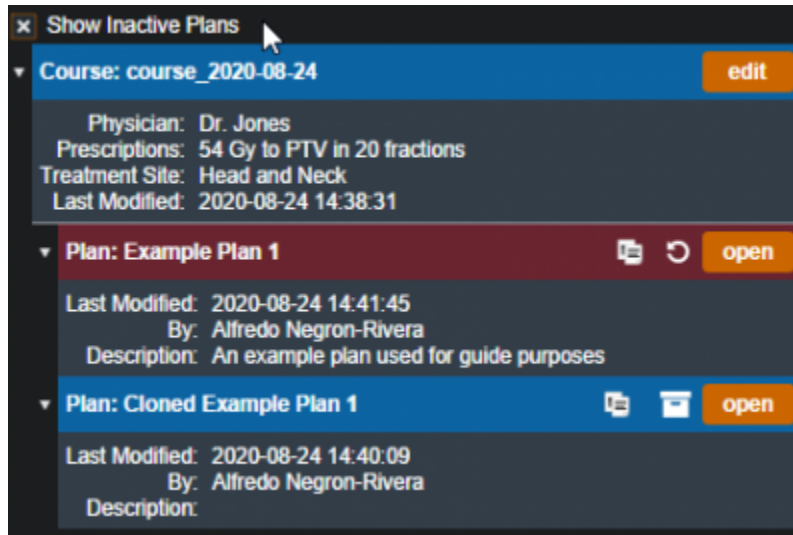 Show Inactive Plans
Course: course_2020-08-24 edit
Physician: Dr. Jones
Prescriptions: 54 Gy to PTV in 20 fractions
Treatment Site: Head and Neck
Last Modified: 2020-08-24 14:38:31
Plan: Example Plan 1 open
Last Modified: 2020-08-24 14:41:45
By: Alfredo Negron-Rivera
Description: An example plan used for guide purposes
Plan: Cloned Example Plan 1 open
Last Modified: 2020-08-24 14:40:09
By: Alfredo Negron-Rivera
Description: